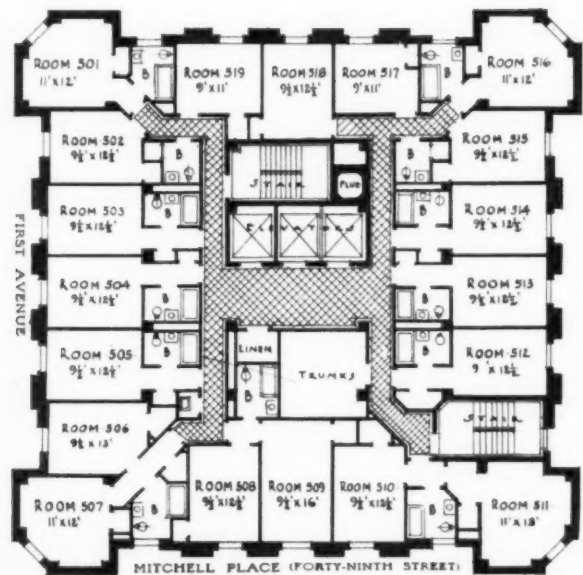 ROOM 501
11'X12'
B
ROOM 519
9'X11'
ROOM 518
9½X12½'
ROOM 517
9'X11'
B
ROOM 516
11'X12'
ROOM 502
9½'X12½'
B
STAIR
FLUE
B
ROOM 515
9½'X12½'
ROOM 503
9½'X12½'
B
ELEVATORS
B
ROOM 514
9½'X12½'
FIRST AVENUE
ROOM 504
9½'X12½'
B
B
ROOM 513
9½'X12½'
ROOM 505
9½'X12½'
B
LINEN
TRUNKS
B
ROOM 512
9'X12½'
B
ROOM 506
9½'X13'
STAIR
ROOM 507
11'X12'
B
ROOM 508
9½'X12½'
ROOM 509
9½'X16'
ROOM 510
9½'X12½'
B
ROOM 511
MITCHELL PLACE (FORTY-NINTH STREET)